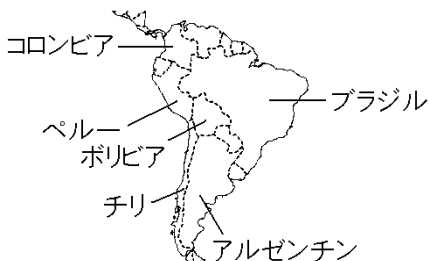 コロンビア
ブラジル
ペルー
ボリビア
チリ
アルゼンチン